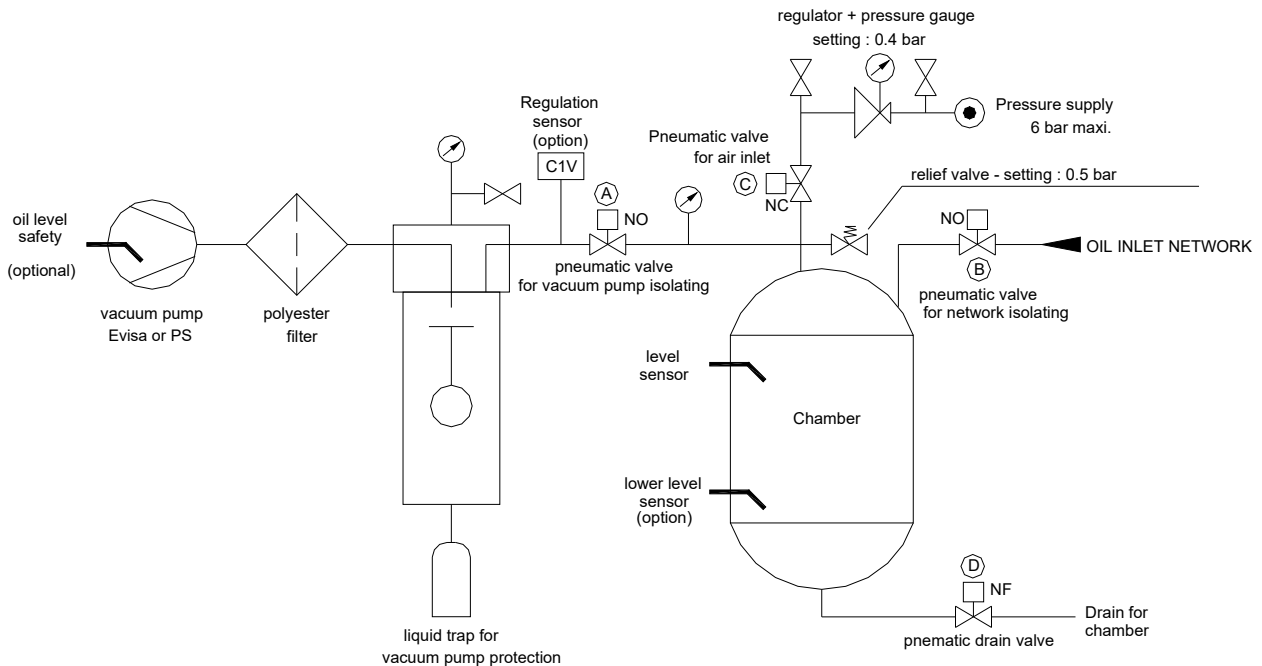 regulator + pressure gauge
setting : 0.4 bar
Regulation
sensor
(option)
C1V
Pressure supply
6 bar maxi.
Pneumatic valve
for air inlet
C
NC
relief valve - setting : 0.5 bar
A
NO
oil level
safety
(optional)
NO
OIL INLET NETWORK
B
pneumatic valve
for vacuum pump isolating
pneumatic valve
for network isolating
vacuum pump
Evisa or PS
polyester
filter
level
sensor
Chamber
lower level
sensor
(option)
D
NF
Drain for
chamber
pnematic drain valve
liquid trap for
vacuum pump protection